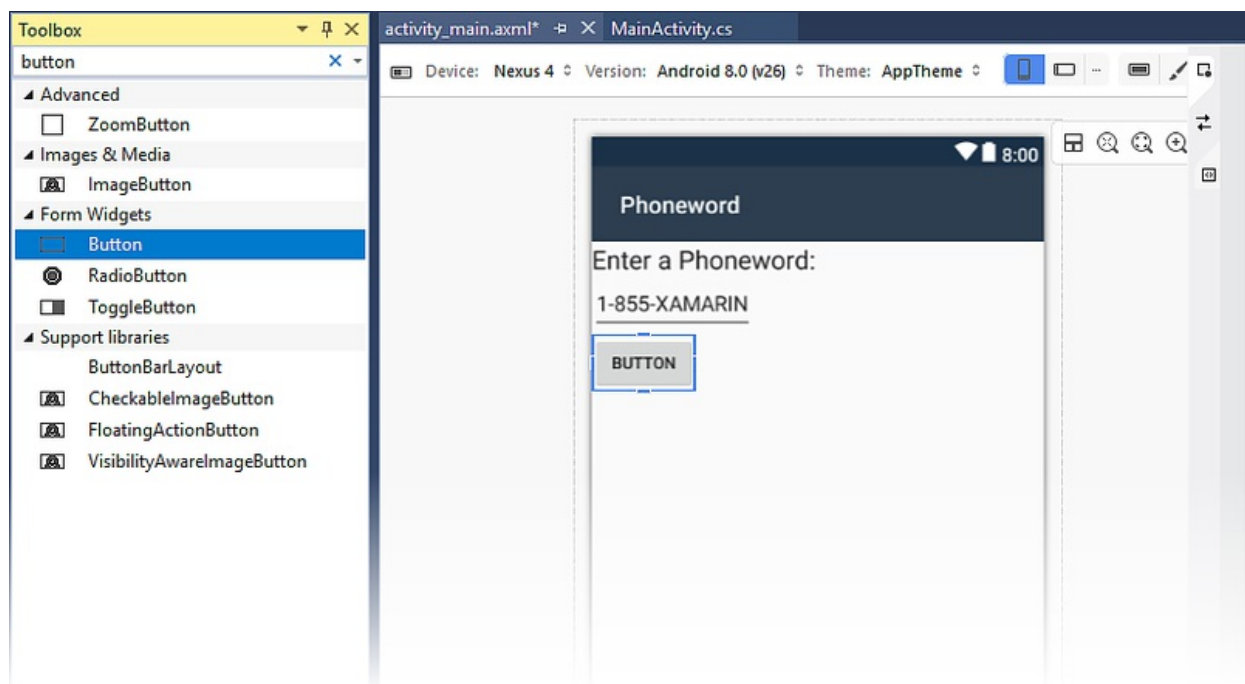 Toolbox
button
Advanced
ZoomButton
Images & Media
ImageButton
Form Widgets
Button
RadioButton
ToggleButton
Support libraries
ButtonBarLayout
CheckableImageButton
FloatingActionButton
VisibilityAwareImageButton
activity_main.axml* MainActivity.cs
Device: Nexus 4 Version: Android 8.0 (v26) Theme: AppTheme ...
8:00
Phoneword
Enter a Phoneword:
1-855-XAMARIN
BUTTON